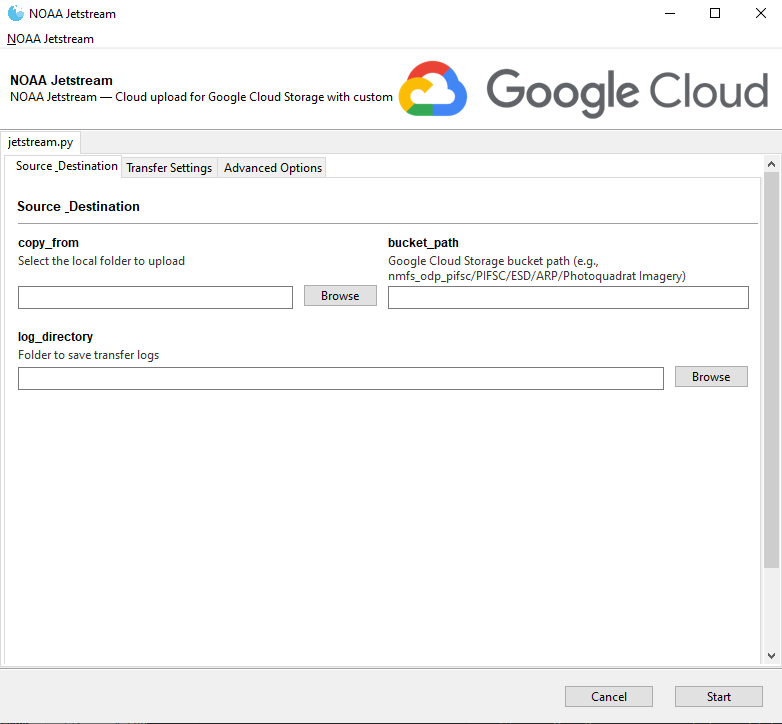 NOAA Jetstream
NOAA Jetstream
NOAA Jetstream
NOAA Jetstream — Cloud upload for Google Cloud Storage with custom
Google Cloud
jetstream.py
Source_Destination Transfer Settings Advanced Options
Source_Destination
copy_from
Select the local folder to upload
Browse
bucket_path
Google Cloud Storage bucket path (e.g.,
nmfs_odp_pifsc/PIFSC/ESD/ARP/Photoquadrat Imagery)
log_directory
Folder to save transfer logs
Browse
Cancel Start